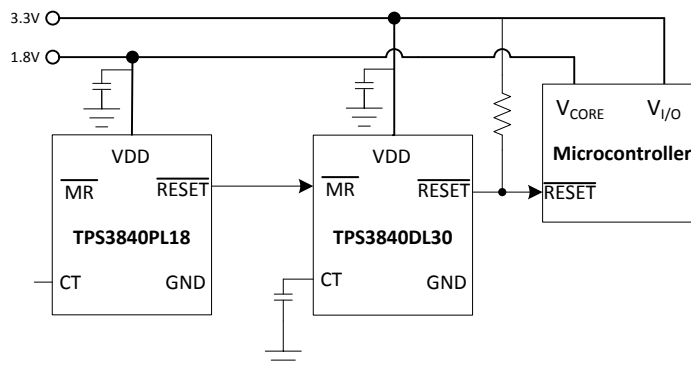 3.3V
1.8V
VDD
MR
RESET
TPS3840PL18
CT
GND
VDD
MR
RESET
TPS3840DL30
CT
GND
VCORE
VI/O
Microcontroller
RESET